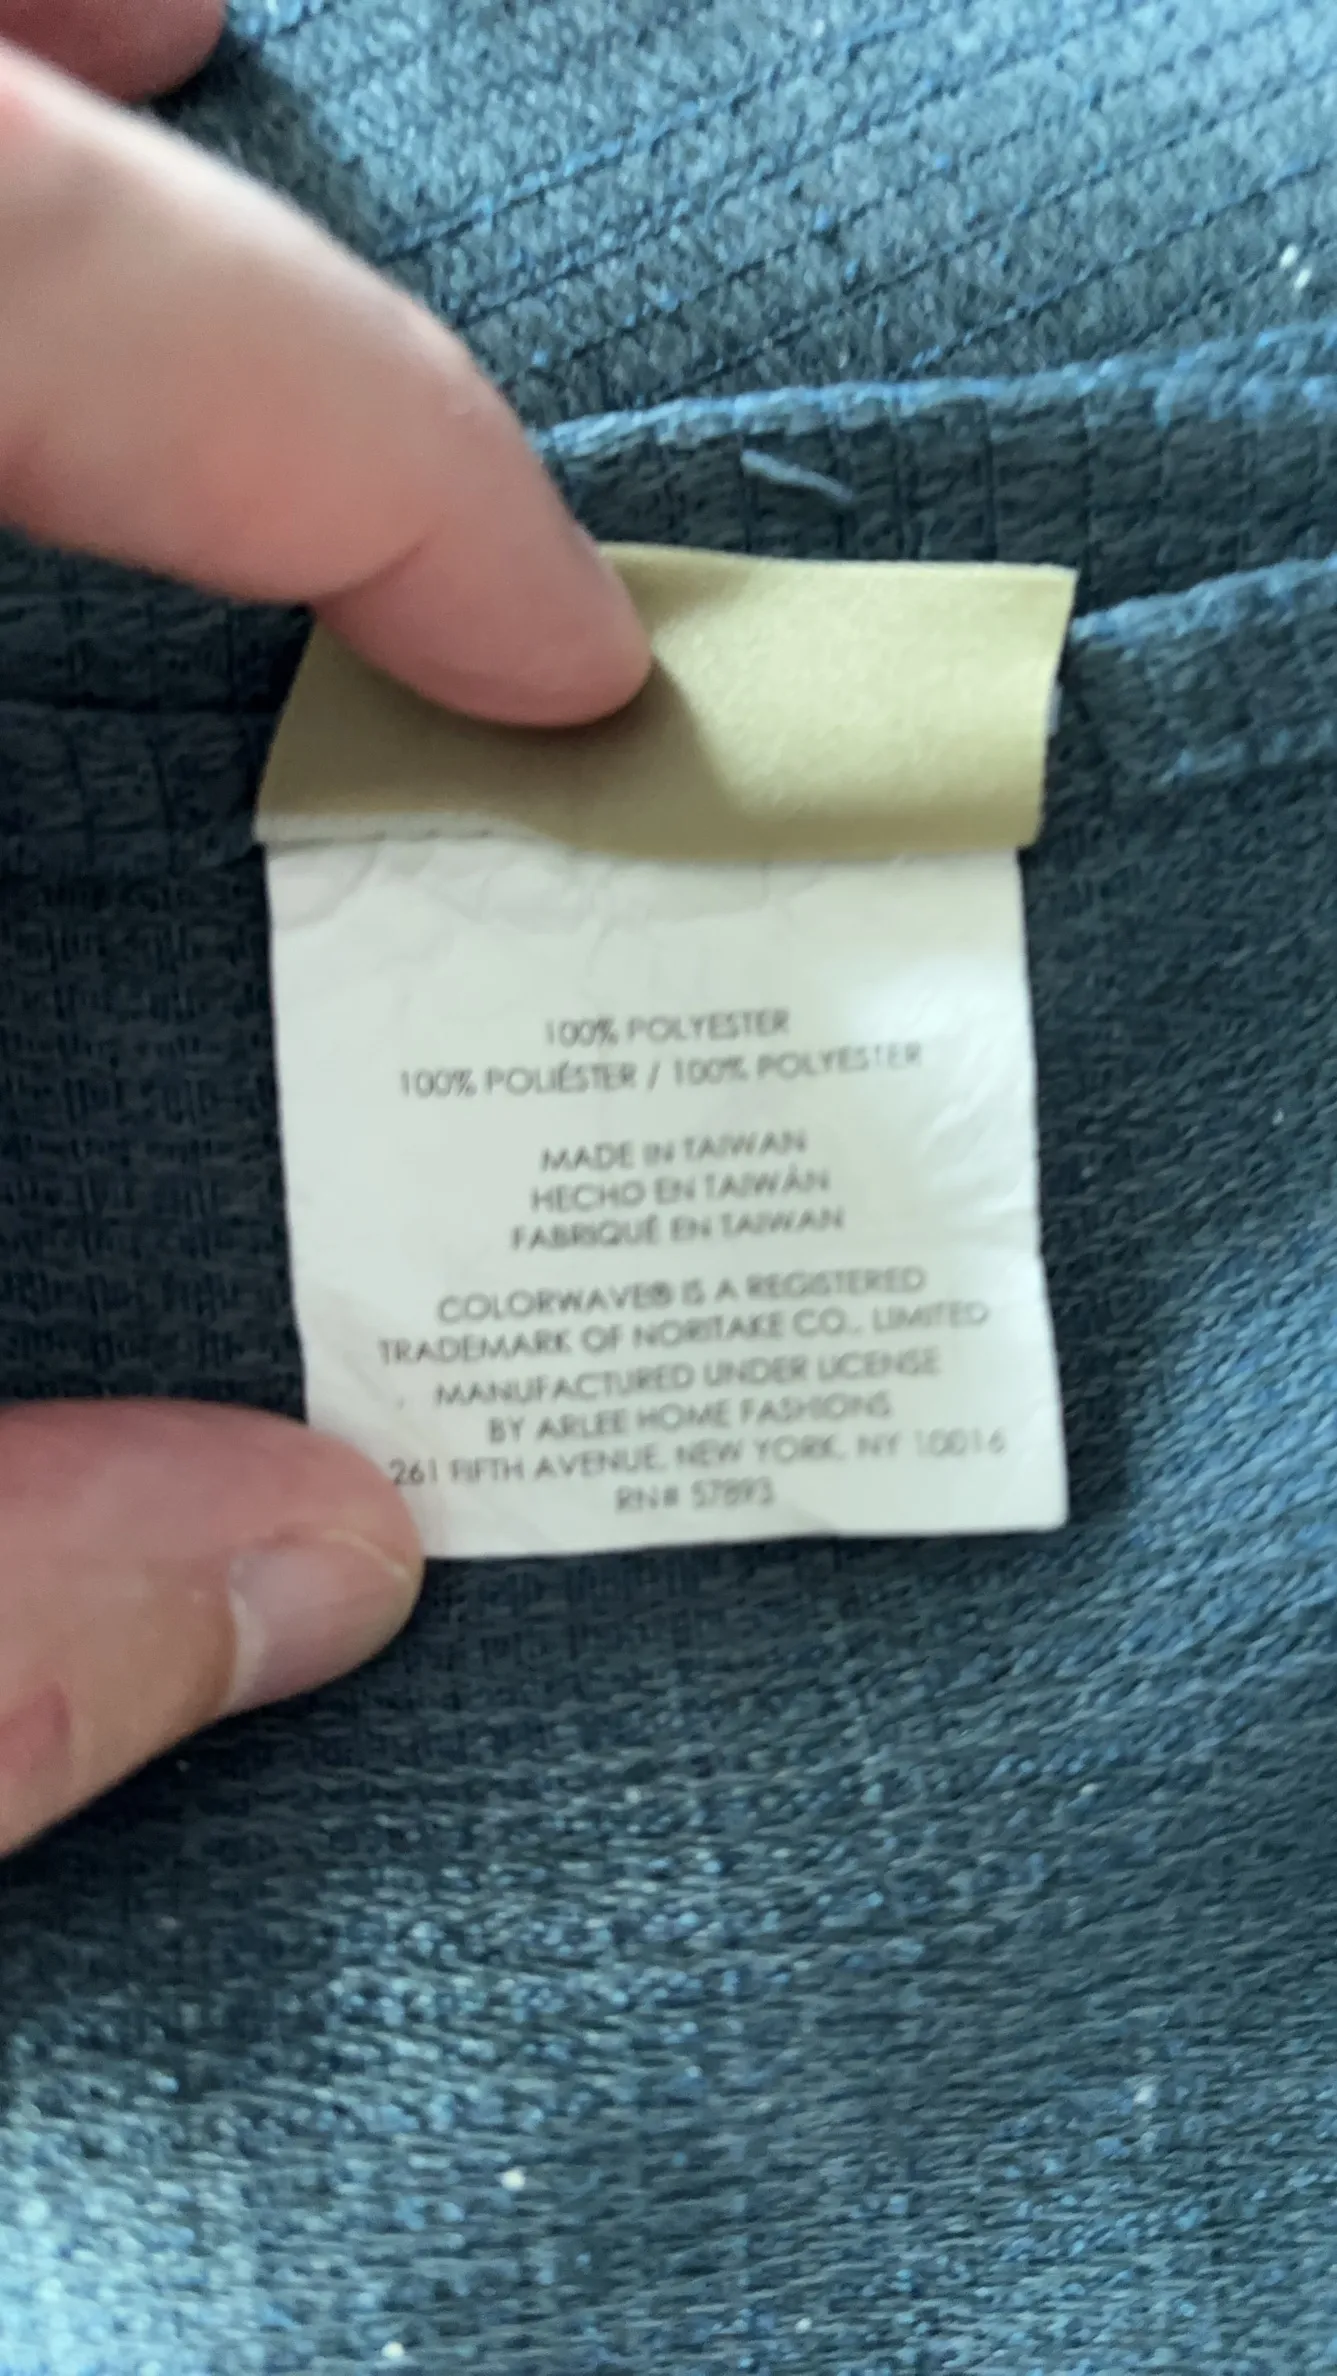 100% POLYESTER
100% POLIÉSTER / 100% POLYESTER
MADE IN TAIWAN
HECHO EN TAIWÁN
FABRIQUÉ EN TAIWAN
COLORWAVE® IS A REGISTERED
TRADEMARK OF NORITAKE CO., LIMITED
MANUFACTURED UNDER LICENSE
BY ARLEE HOME FASHIONS
261 FIFTH AVENUE, NEW YORK, NY 10016
RN# 57893